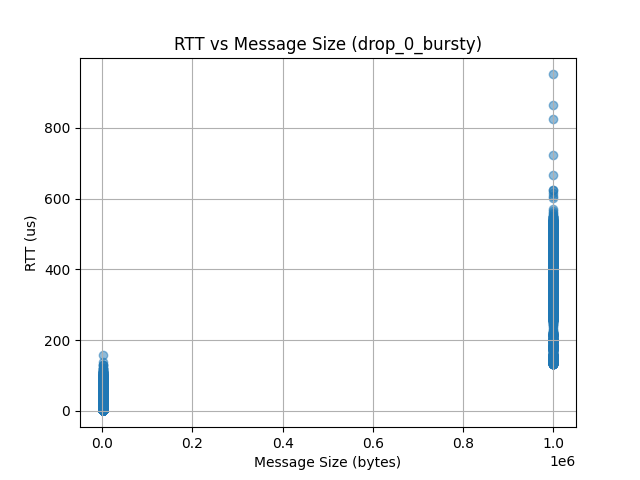 RTT vs Message Size (drop_0_bursty)
RTT (us)
800
600
400
200
0
0.0 0.2 0.4 0.6 0.8 1.0
1e6
Message Size (bytes)